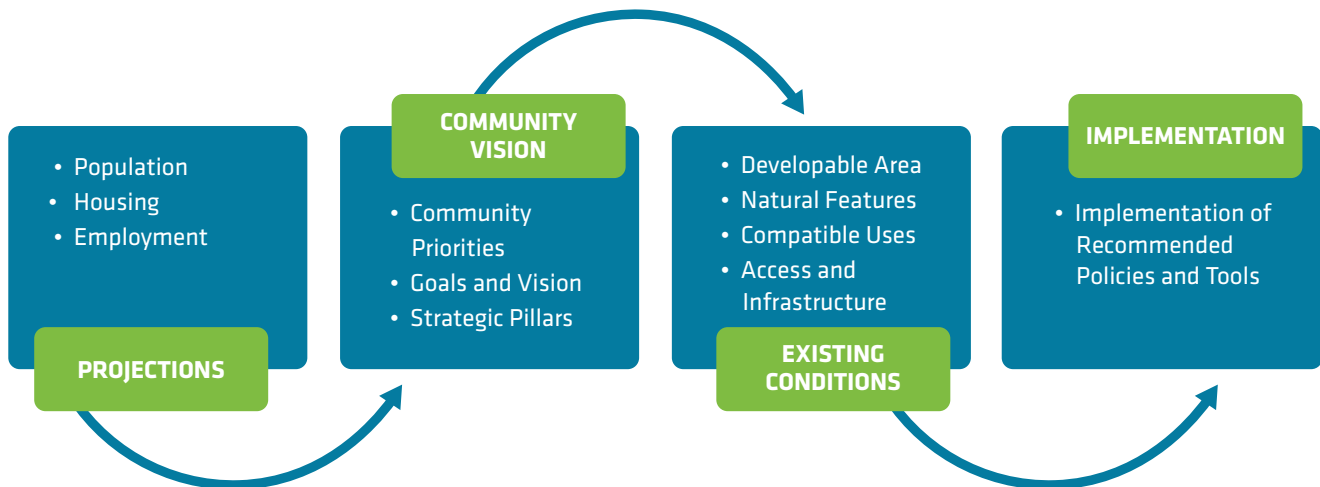 • Population
• Housing
• Employment
PROJECTIONS
COMMUNITY
VISION
• Community
Priorities
• Goals and Vision
• Strategic Pillars
• Developable Area
• Natural Features
• Compatible Uses
• Access and
Infrastructure
EXISTING
CONDITIONS
IMPLEMENTATION
• Implementation of
Recommended
Policies and Tools